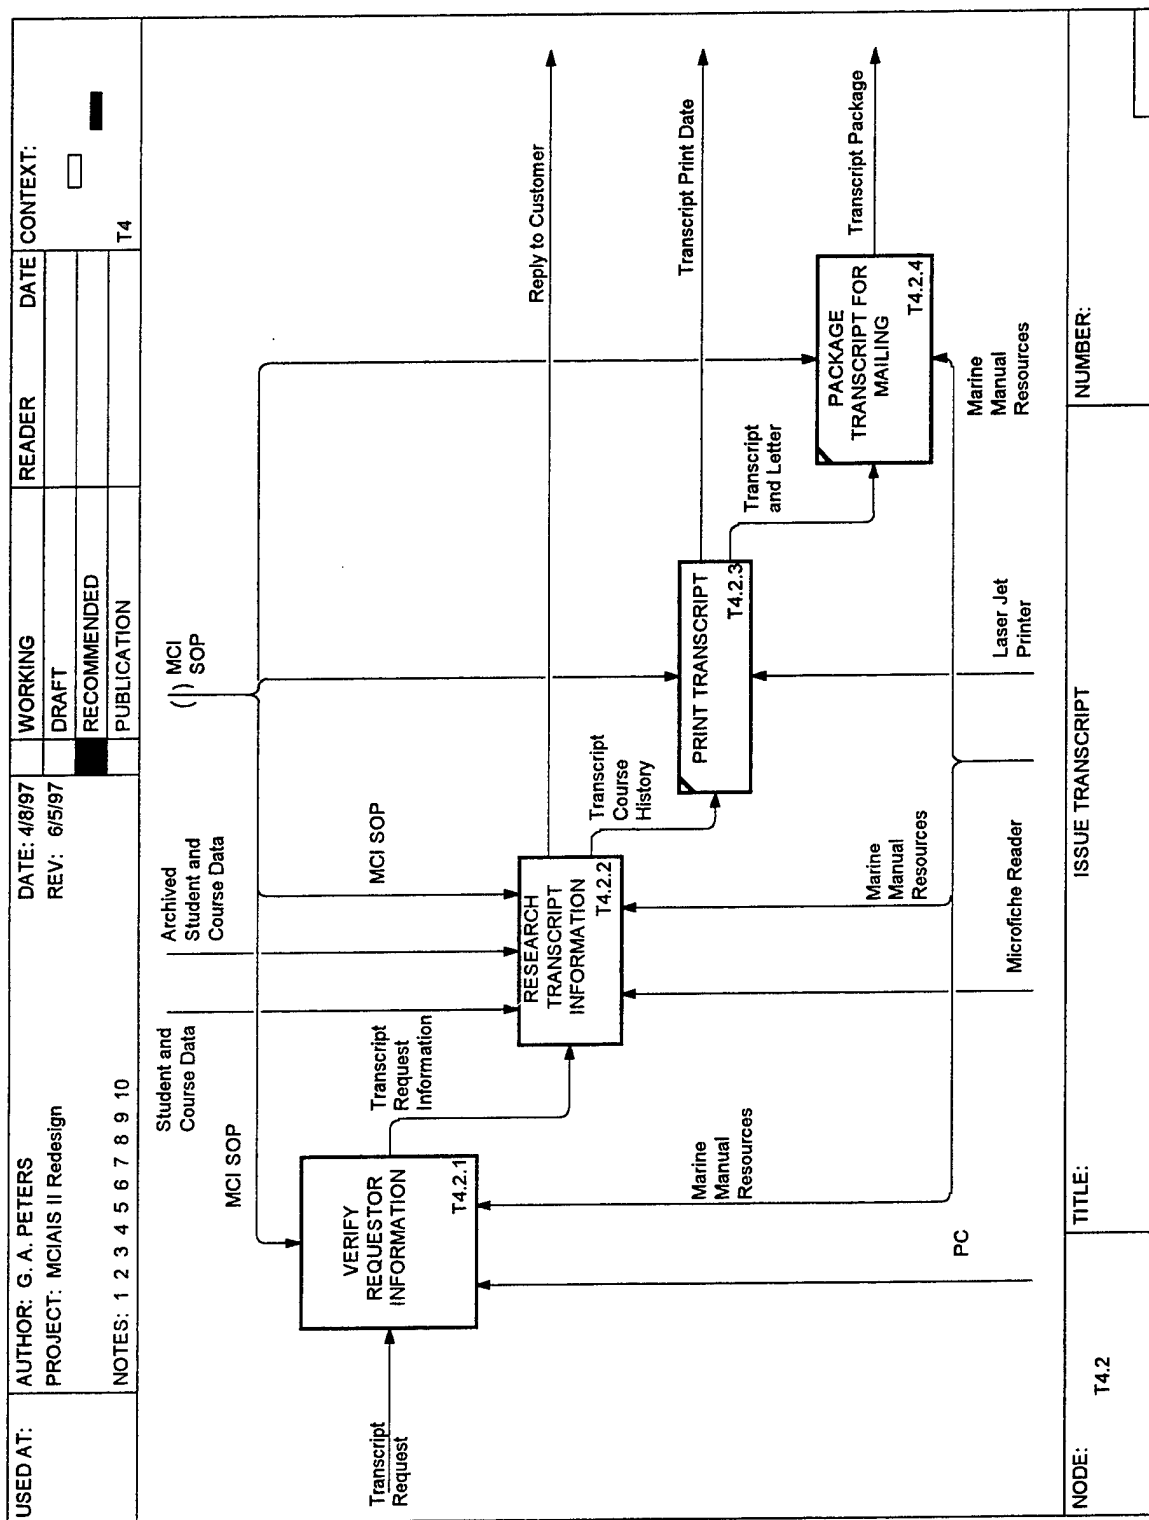 USED AT:
AUTHOR: G. A. PETERS
PROJECT: MCIAIS II Redesign
NOTES: 1 2 3 4 5 6 7 8 9 10
DATE: 4/8/97
REV: 6/5/97
WORKING
DRAFT
RECOMMENDED
PUBLICATION
READER
DATE
CONTEXT:
T4
Student and
Course Data
Archived
Student and
Course Data
MCI
SOP
MCI SOP
MCI SOP
Transcript
Request
VERIFY
REQUESTOR
INFORMATION
T4.2.1
Transcript
Request
Information
RESEARCH
TRANSCRIPT
INFORMATION
T4.2.2
Reply to Customer
Transcript
Course
History
PRINT TRANSCRIPT
T4.2.3
Transcript Print Date
Transcript
and Letter
PACKAGE
TRANSCRIPT FOR
MAILING
T4.2.4
Transcript Package
Marine
Manual
Resources
Marine
Manual
Resources
Marine
Manual
Resources
PC
Microfiche Reader
Laser Jet
Printer
NODE:
T4.2
TITLE:
ISSUE TRANSCRIPT
NUMBER: